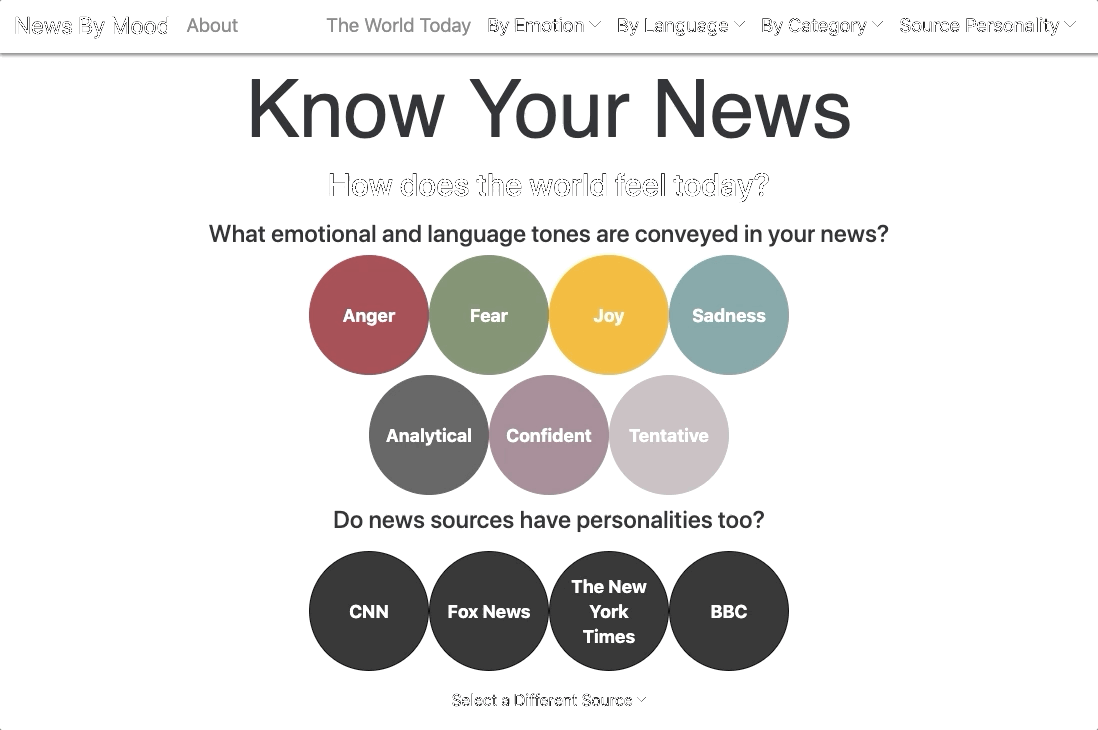 News By Mood About The World Today By Emotion By Language By Category Source Personality
Know Your News
How does the world feel today?
What emotional and language tones are conveyed in your news?
Anger Fear Joy Sadness
Analytical Confident Tentative
Do news sources have personalities too?
CNN Fox News The New York Times BBC
Select a Different Source